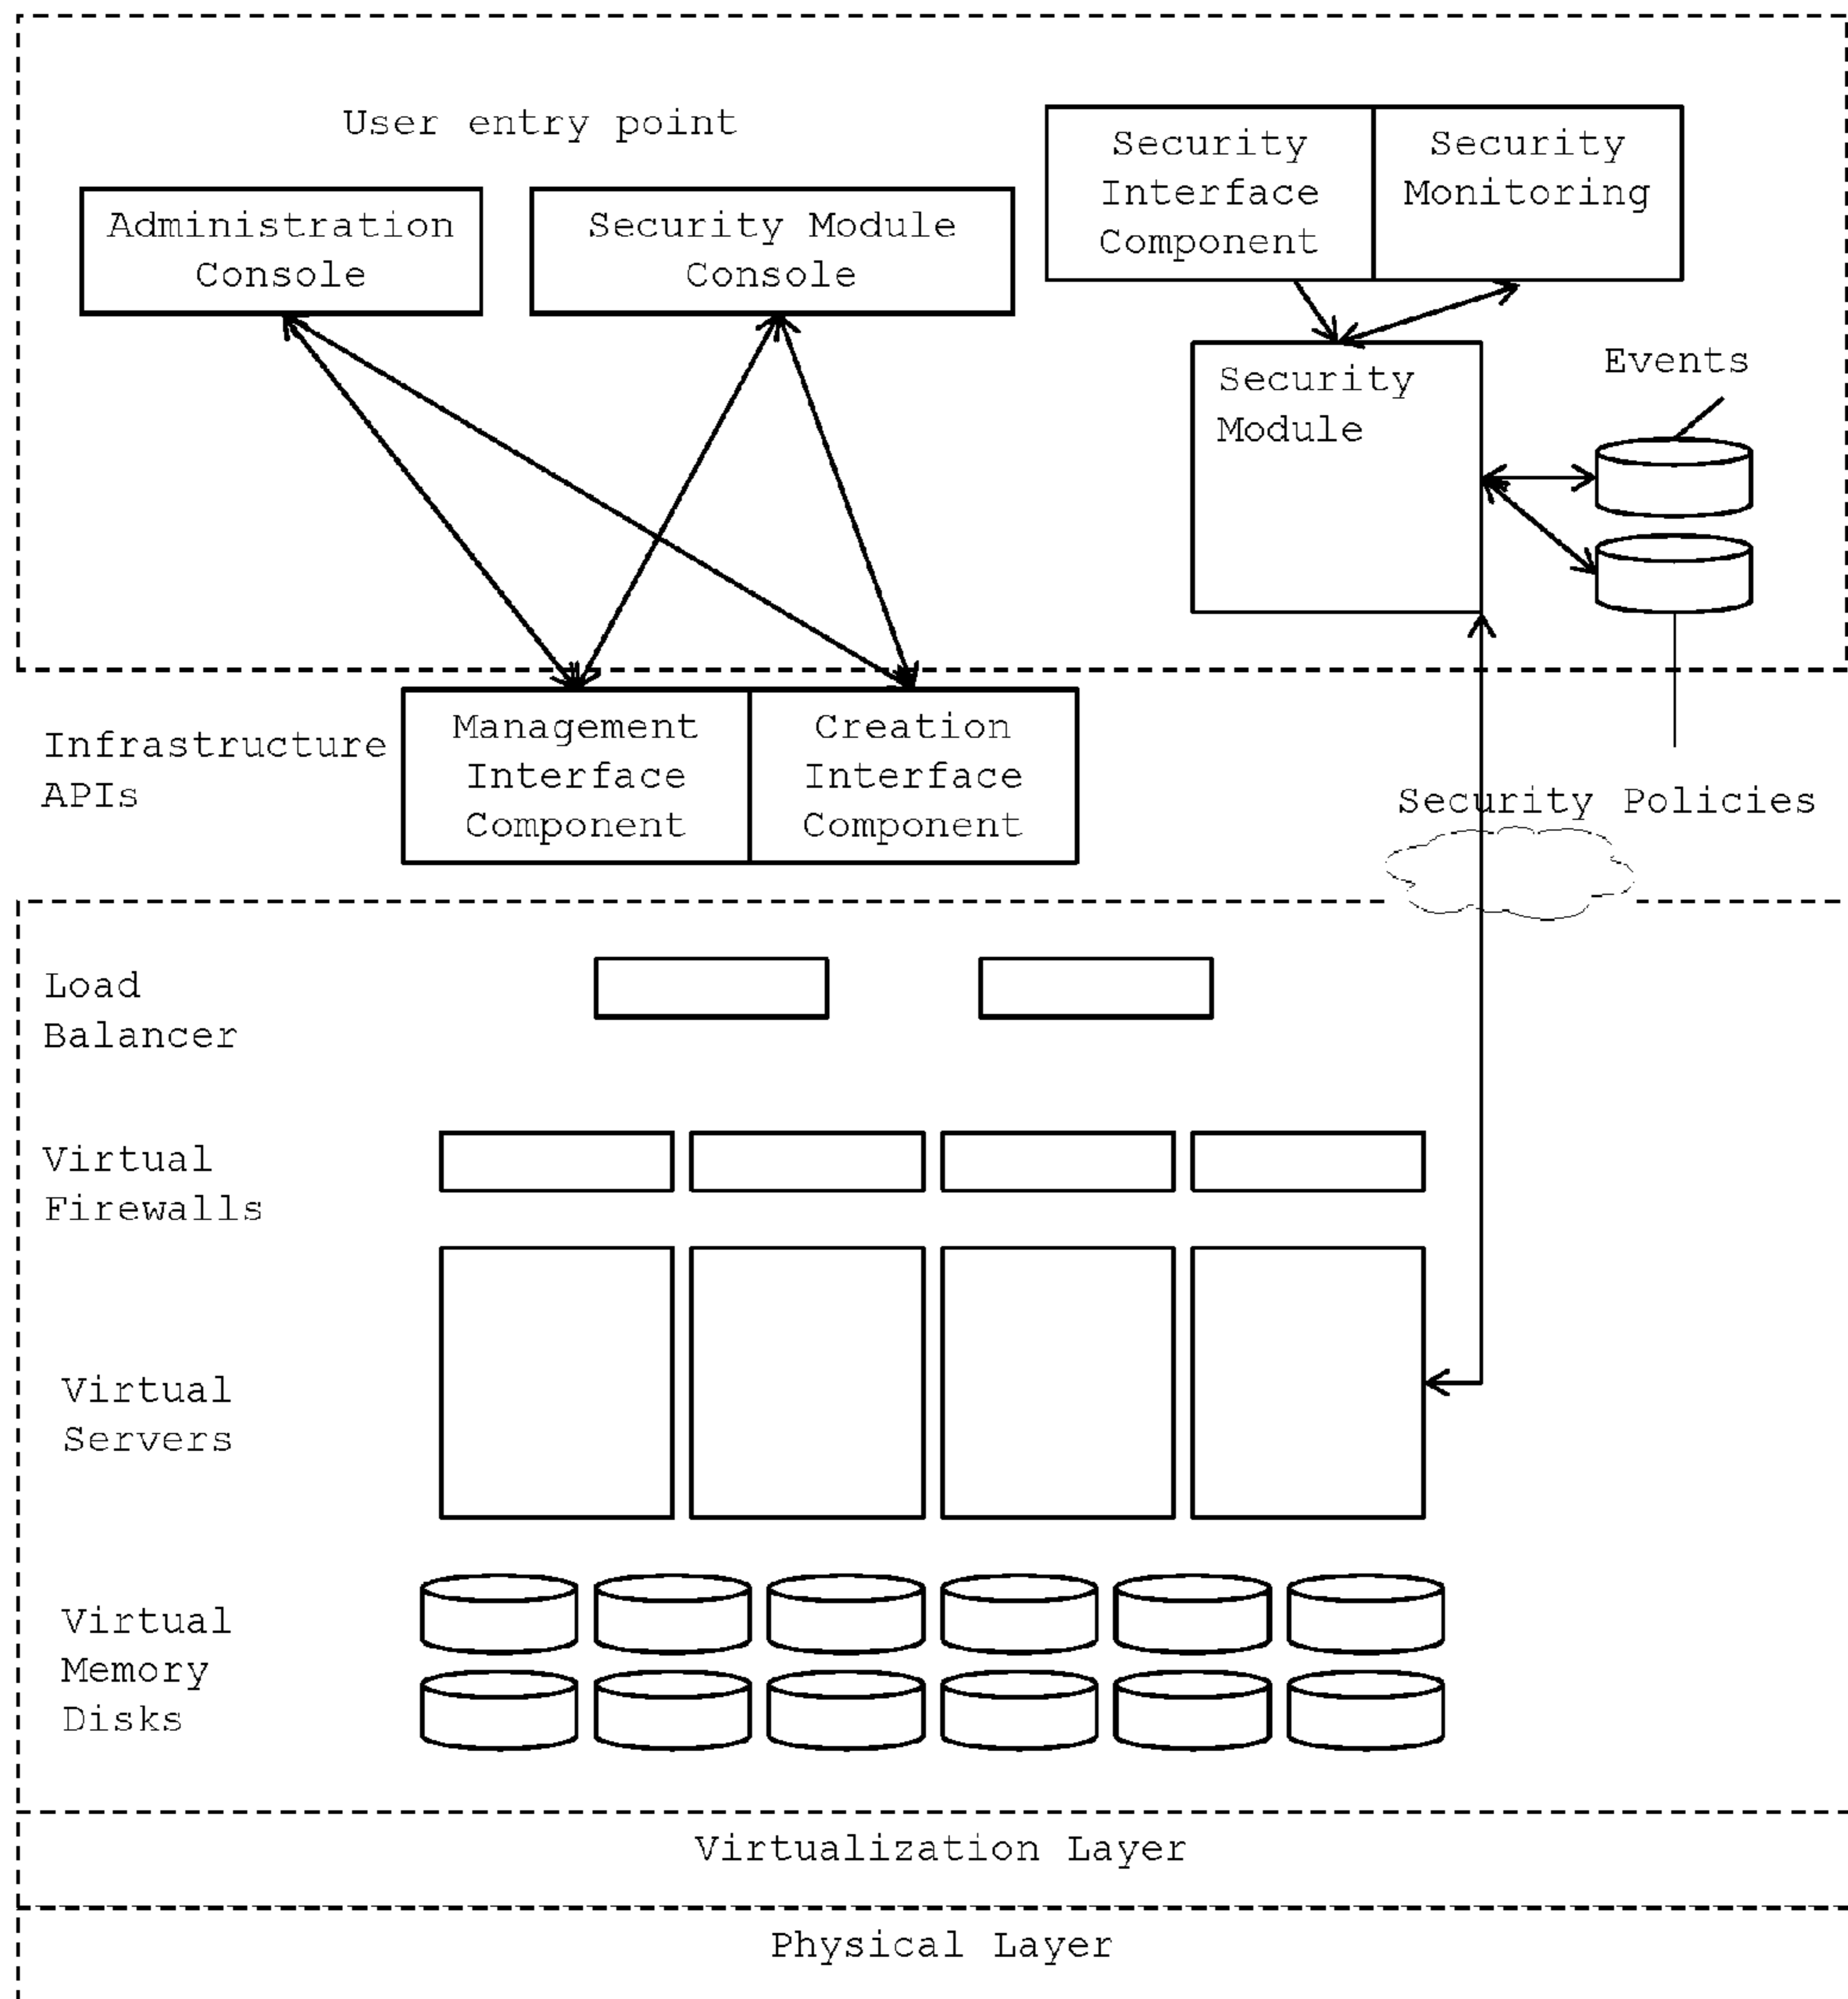 User entry point
Administration
Console
Security Module
Console
Security
Interface
Component
Security
Monitoring
Security
Module
Events
Infrastructure
APIs
Management
Interface
Component
Creation
Interface
Component
Security Policies
Load
Balancer
Virtual
Firewalls
Virtual
Servers
Virtual
Memory
Disks
Virtualization Layer
Physical Layer